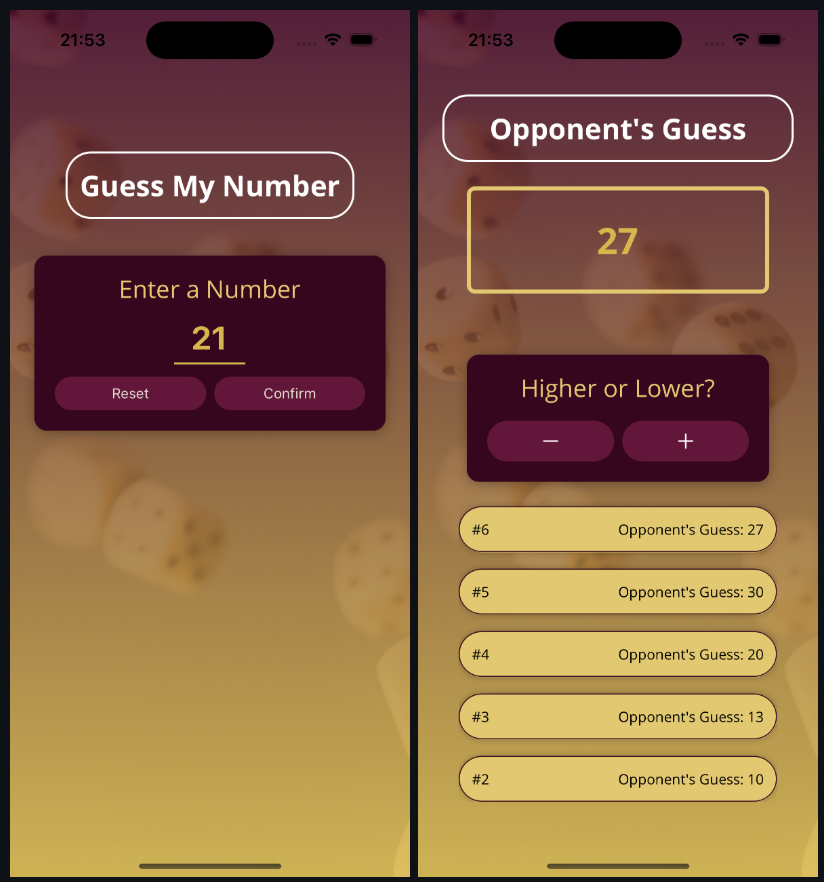 21:53
Guess My Number
Enter a Number
21
Reset Confirm
21:53
Opponent's Guess
27
Higher or Lower?
#6 Opponent's Guess: 27
#5 Opponent's Guess: 30
#4 Opponent's Guess: 20
#3 Opponent's Guess: 13
#2 Opponent's Guess: 10